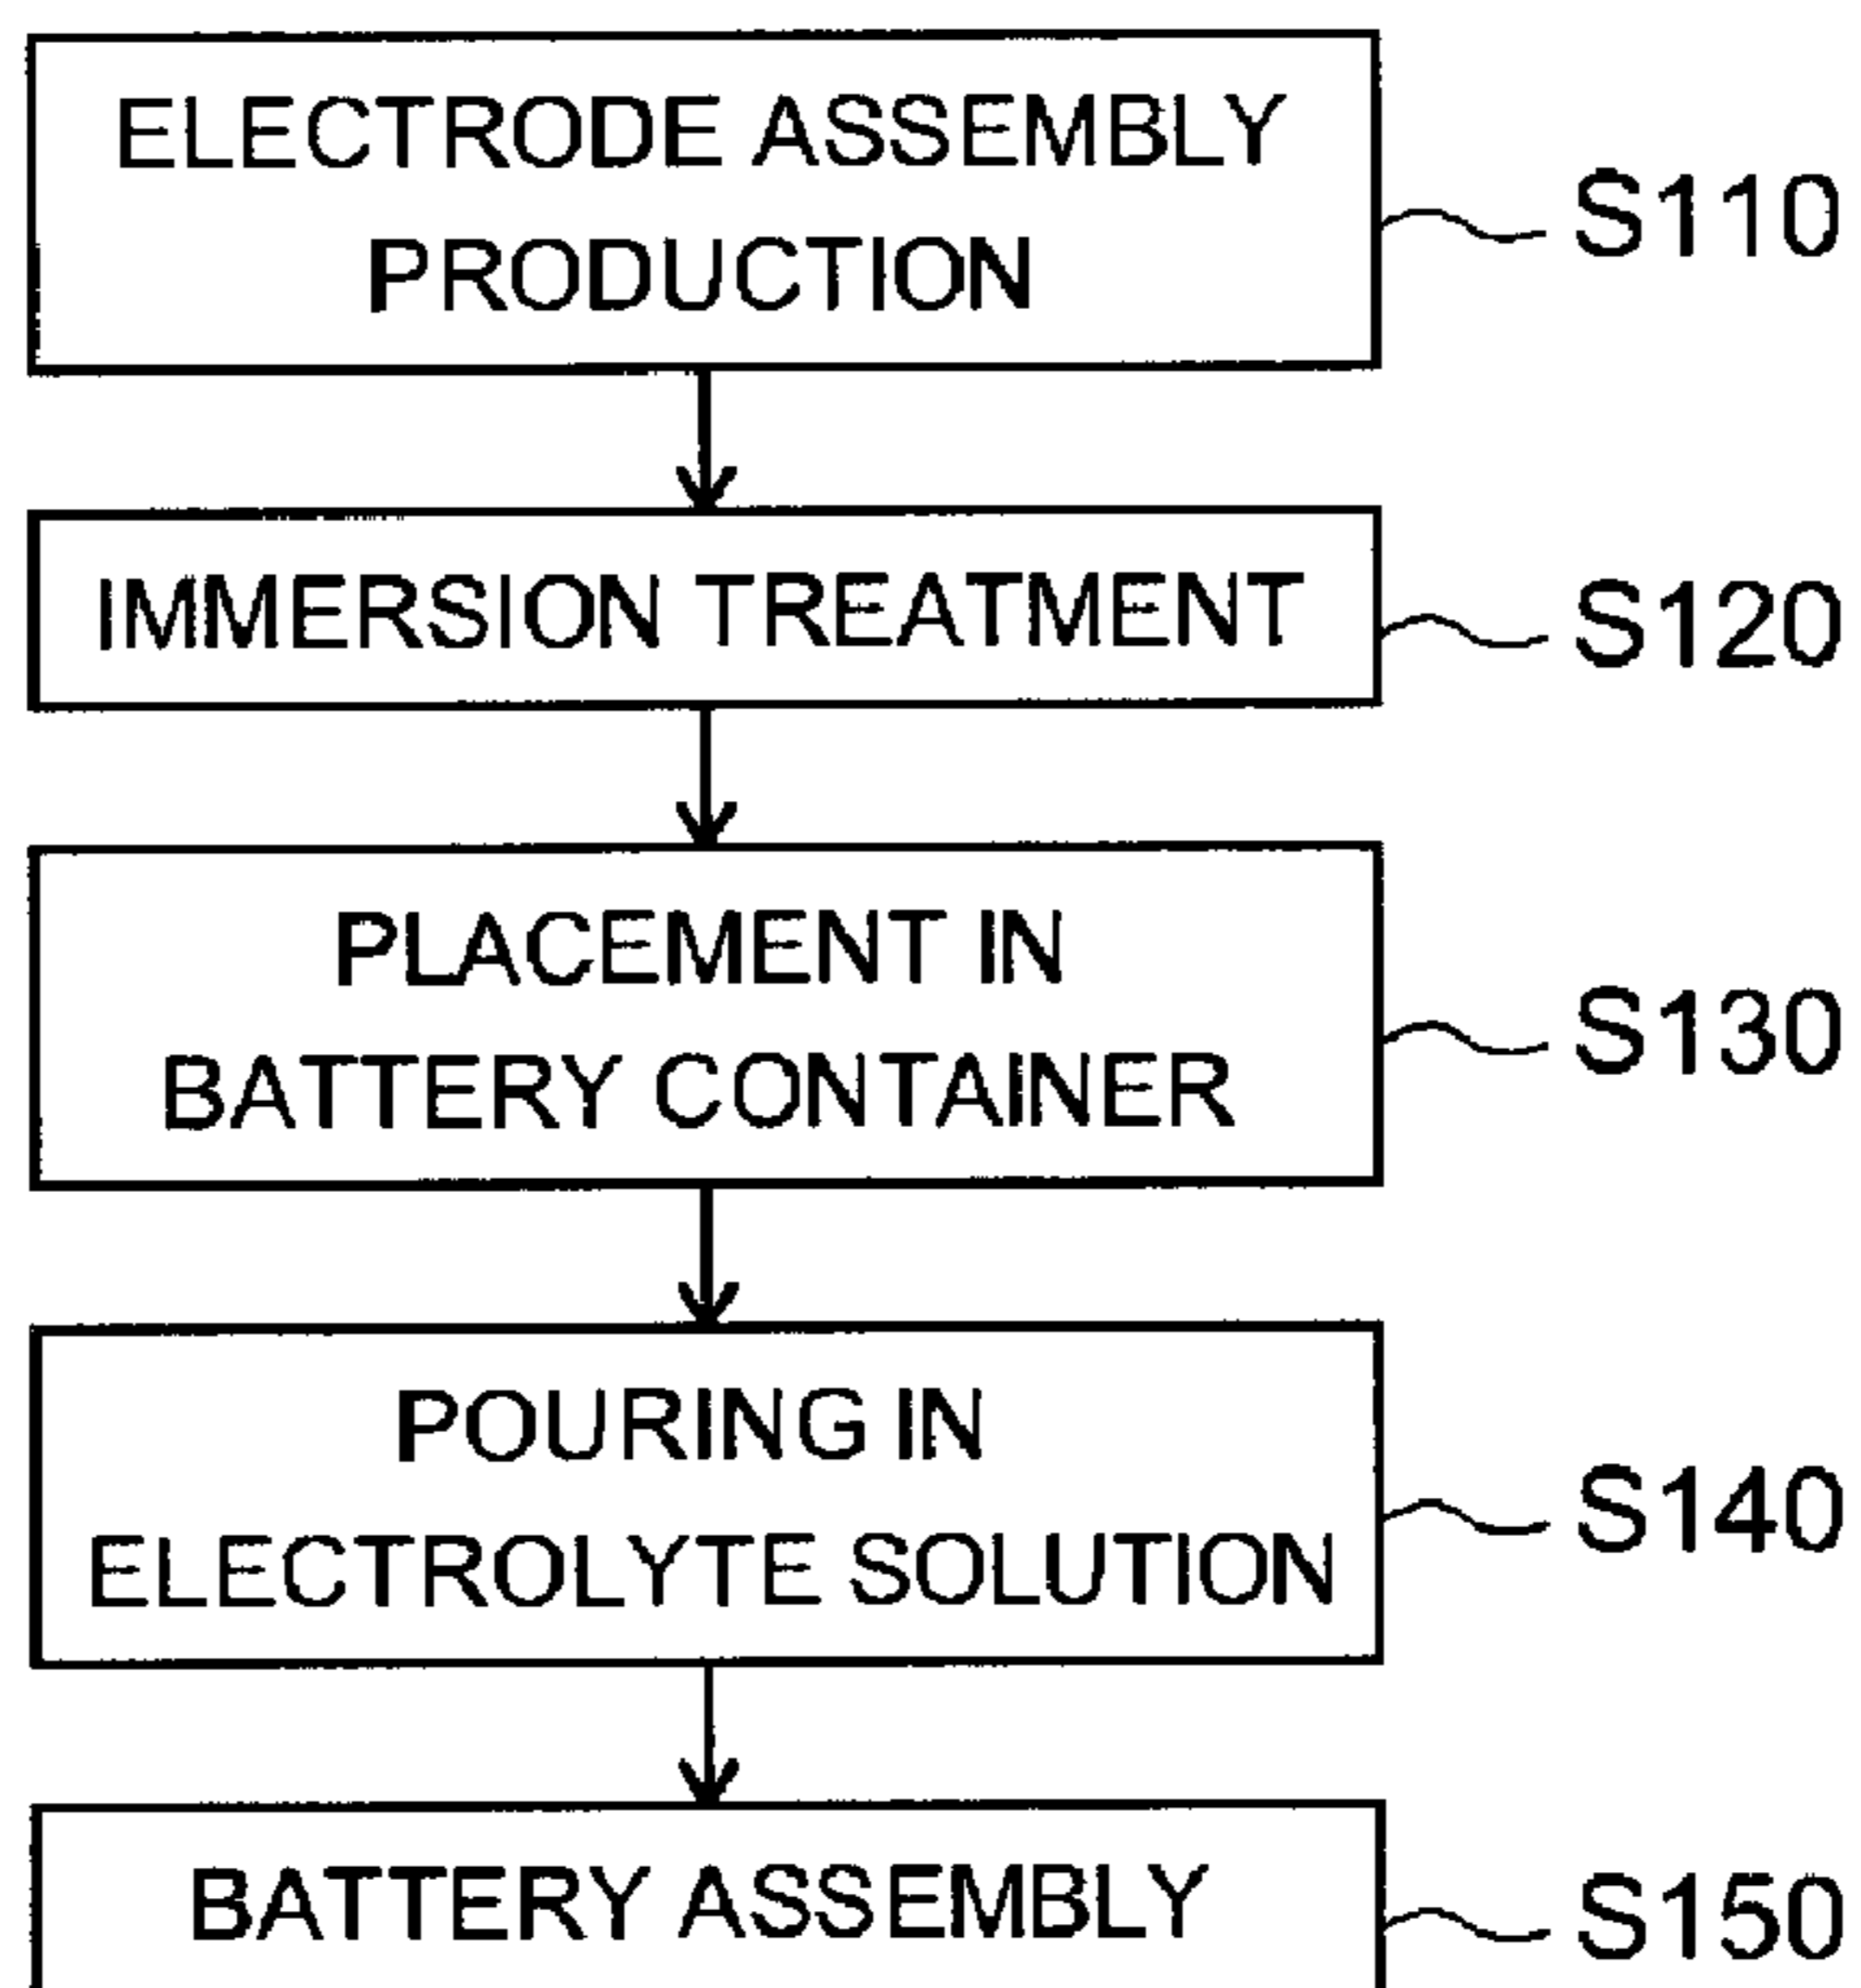 ELECTRODE ASSEMBLY
PRODUCTION
S110
IMMERSION TREATMENT
S120
PLACEMENT IN
BATTERY CONTAINER
S130
POURING IN
ELECTROLYTE SOLUTION
S140
BATTERY ASSEMBLY
S150